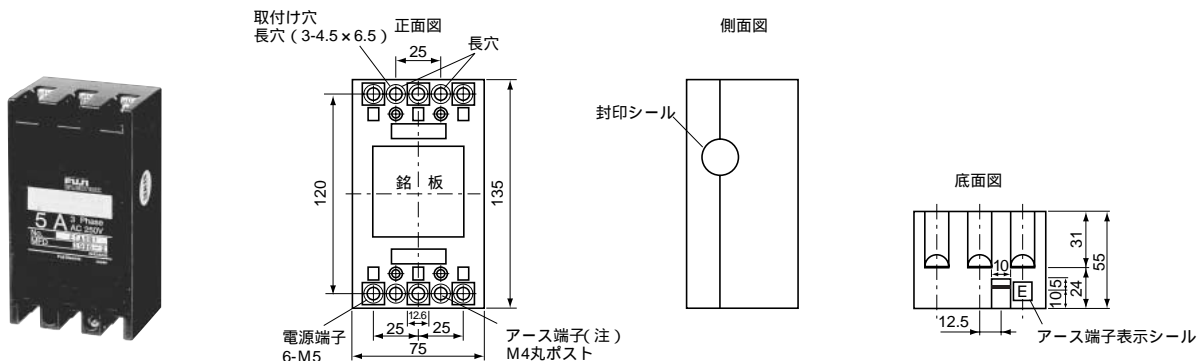 取付け穴
長穴(3-4.5×6.5)
正面図
25
長穴
120
銘 板
135
電源端子
6-M5
25
12.6
25
75
アース端子(注)
M4丸ポスト
側面図
封印シール
底面図
31
55
10
E
10
5
24
12.5
アース端子表示シール
5 A
3 Phase
AC 250V
No.
MFD